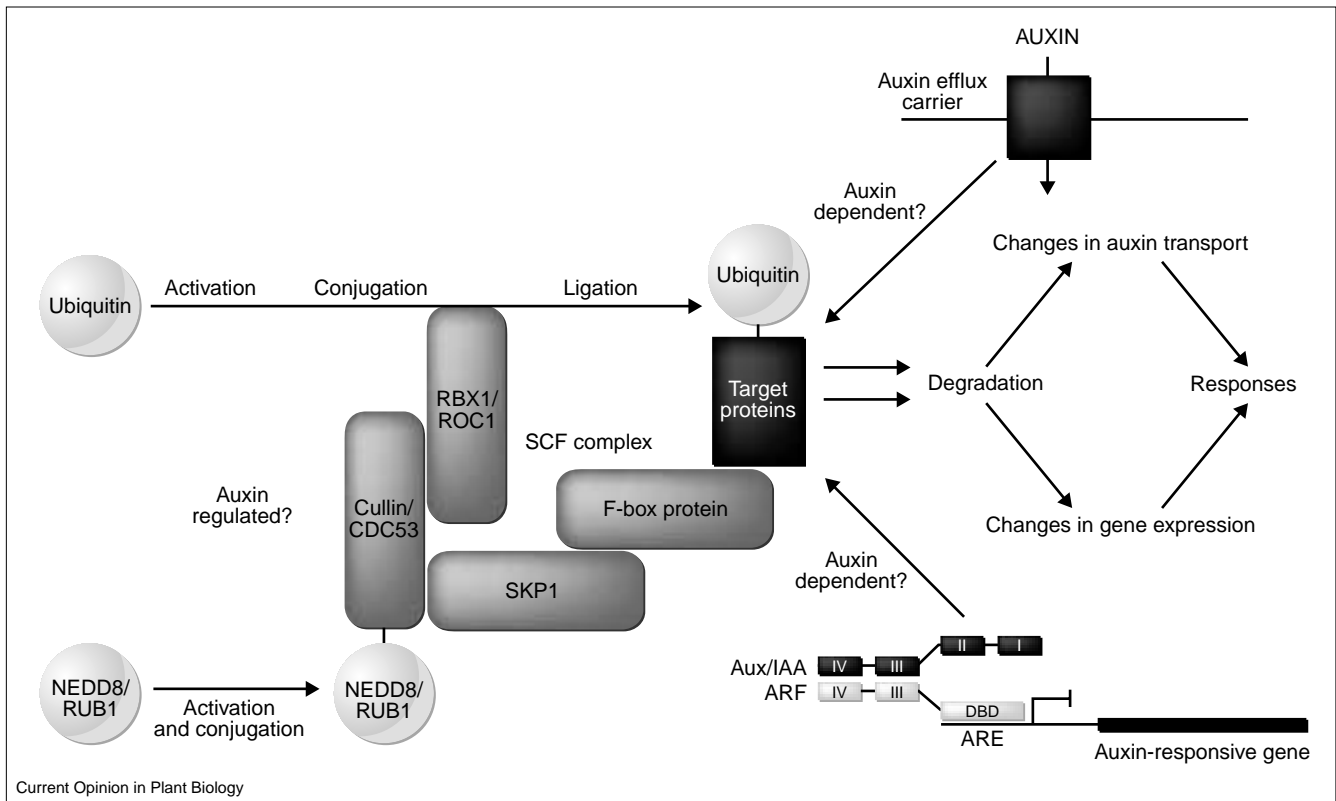 AUXIN
Auxin efflux
carrier
Auxin
dependent?
Changes in auxin transport
Ubiquitin
Activation
Conjugation
Ligation
Ubiquitin
RBX1/
ROC1
Target
proteins
Degradation
Responses
SCF complex
Auxin
regulated?
Cullin/
CDC53
F-box protein
Changes in gene expression
Auxin
dependent?
SKP1
II I
Aux/IAA IV III
ARF IV III
NEDD8/
RUB1
Activation
and conjugation
NEDD8/
RUB1
DBD
ARE
Auxin-responsive gene
Current Opinion in Plant Biology